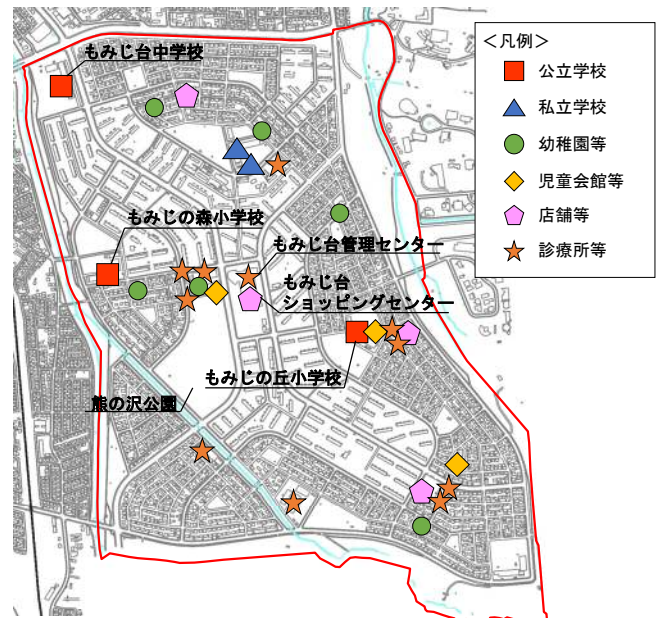 ＜凡例＞
公立学校
私立学校
幼稚園等
児童会館等
店舗等
診療所等
もみじ台中学校
もみじの森小学校
もみじ台管理センター
もみじ台
ショッピングセンター
もみじの丘小学校
熊の沢公園